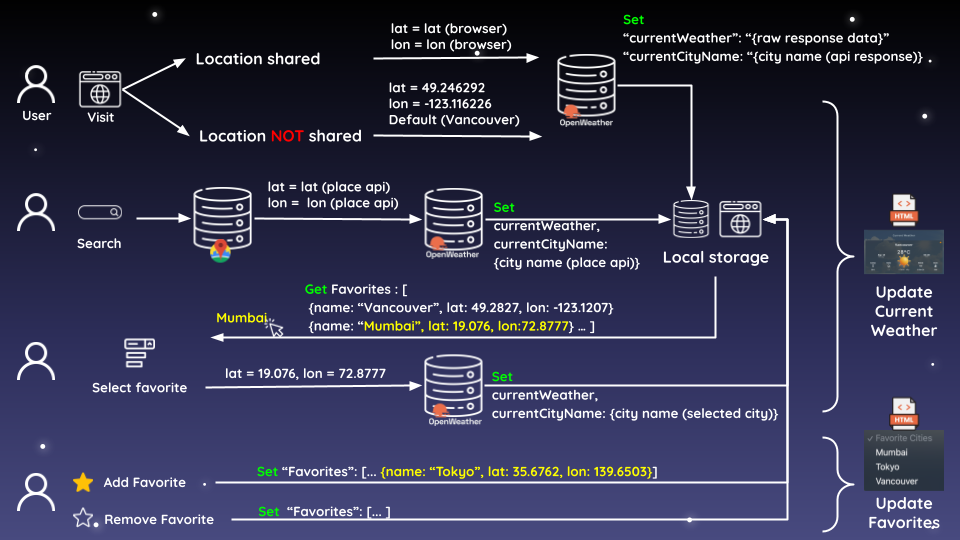 Set
lat = lat (browser)
lon = lon (browser)
"currentWeather": "{raw response data}"
"currentCityName: "{city name (api response)}
Location shared
lat = 49.246292
lon = -123.116226
Default (Vancouver)
User
Visit
Location NOT shared
OpenWeather
lat = lat (place api)
lon = lon (place api)
Search
OpenWeather
Set
currentWeather,
currentCityName:
{city name (place api)}
Local storage
HTML
Vancouver
28°C
Update
Current
Weather
Get Favorites : [
{name: "Vancouver", lat: 49.2827, lon: -123.1207}
{name: "Mumbai", lat: 19.076, lon:72.8777} … ]
Mumbai
Select favorite
lat = 19.076, lon = 72.8777
OpenWeather
Set
currentWeather,
currentCityName: {city name (selected city)}
HTML
✓ Favorite Cities
Mumbai
Tokyo
Vancouver
Update
Favorites
Add Favorite
Set "Favorites": [... {name: "Tokyo", lat: 35.6762, lon: 139.6503}]
Remove Favorite
Set "Favorites": [... ]